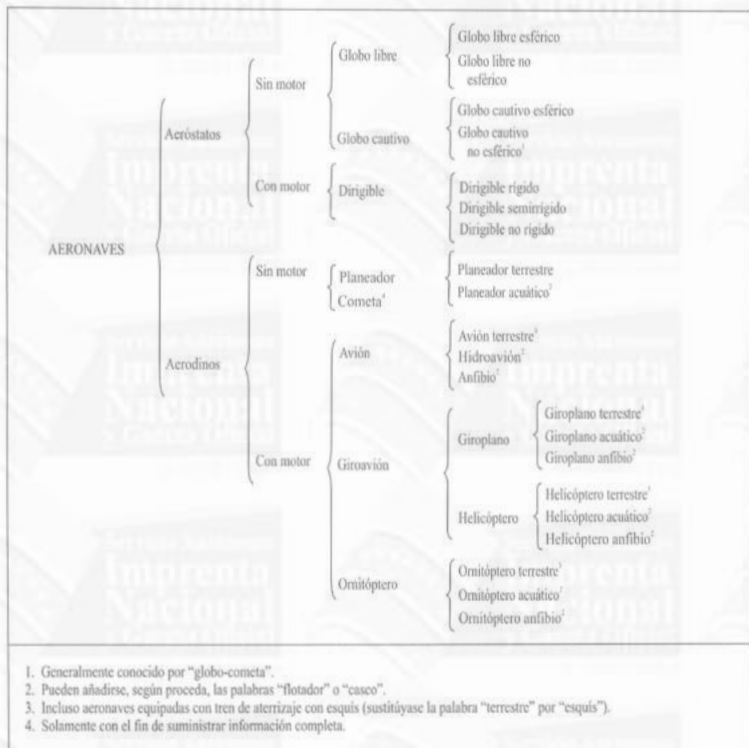 Globo libre esférico
Globo libre
Globo libre no
esférico
Sin motor
Globo cautivo esférico
Aeróstatos
Globo cautivo
Globo cautivo
no esférico¹
Con motor
Dirigible
Dirigible rígido
Dirigible semirrígido
Dirigible no rígido
AERONAVES
Sin motor
Planeador
Planeador terrestre
Cometa⁴
Planeador acuático²
Avión terrestre³
Avión
Hidroavión²
Aerodinos
Anfibio²
Giroplano terrestre³
Giroplano
Giroplano acuático²
Giroplano anfibio²
Con motor
Giroavión
Helicóptero terrestre³
Helicóptero
Helicóptero acuático²
Helicóptero anfibio²
Ornitóptero terrestre³
Ornitóptero
Ornitóptero acuático²
Ornitóptero anfibio²
1. Generalmente conocido por “globo-cometa”.
2. Pueden añadirse, según proceda, las palabras “flotador” o “casco”.
3. Incluso aeronaves equipadas con tren de aterrizaje con esquís (sustitúyase la palabra “terrestre” por “esquís”).
4. Solamente con el fin de suministrar información completa.
Imprenta
Nacional